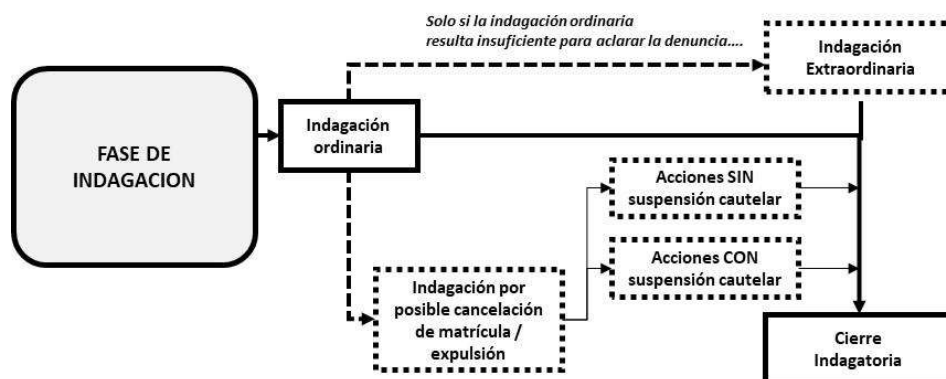 Solo si la indagación ordinaria
resulta insuficiente para aclarar la denuncia....
Indagación
Extraordinaria
FASE DE
INDAGACION
Indagación
ordinaria
Acciones SIN
suspensión cautelar
Acciones CON
suspensión cautelar
Indagación por
posible cancelación
de matrícula /
expulsión
Cierre
Indagatoria